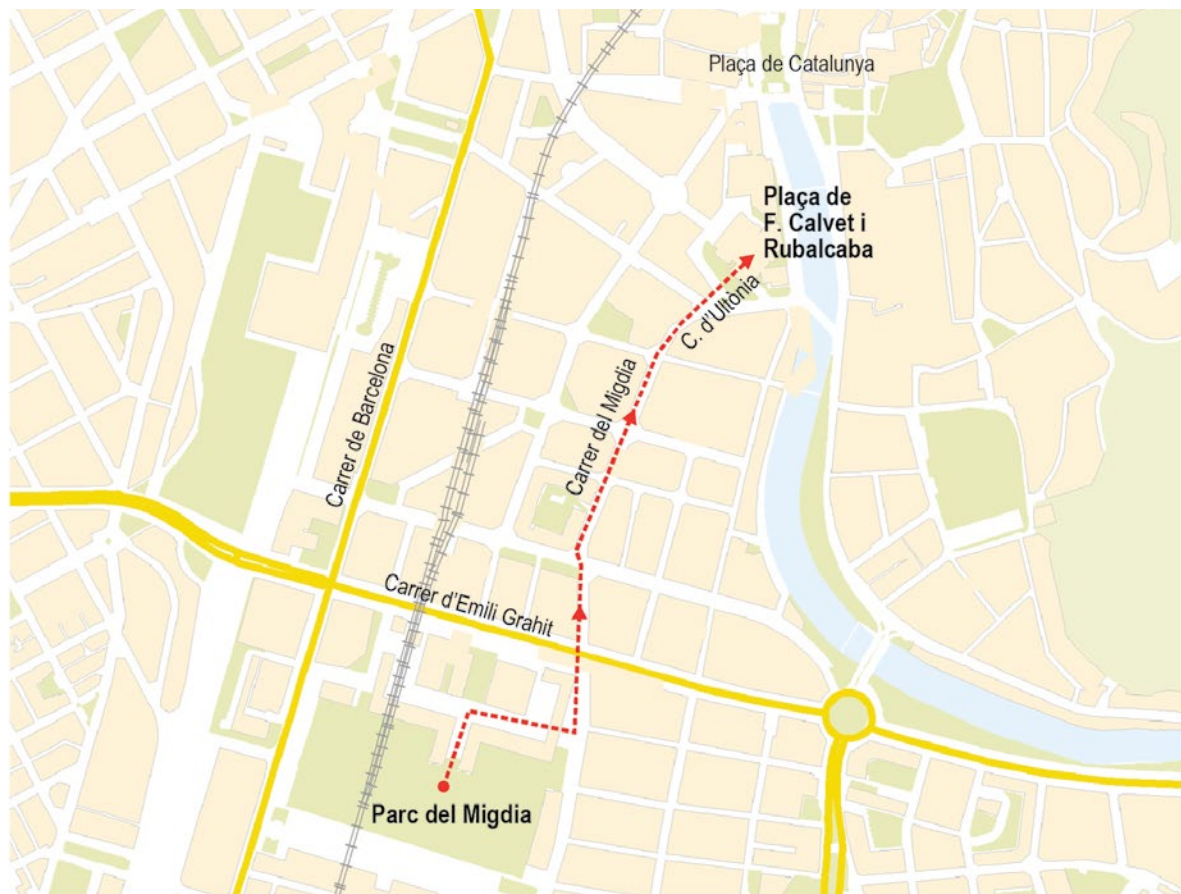 Plaça de Catalunya
Plaça de
F. Calvet i
Rubalcaba
C. d'Ultònia
Carrer del Migdia
Carrer de Barcelona
Carrer d'Emili Grahit
Parc del Migdia